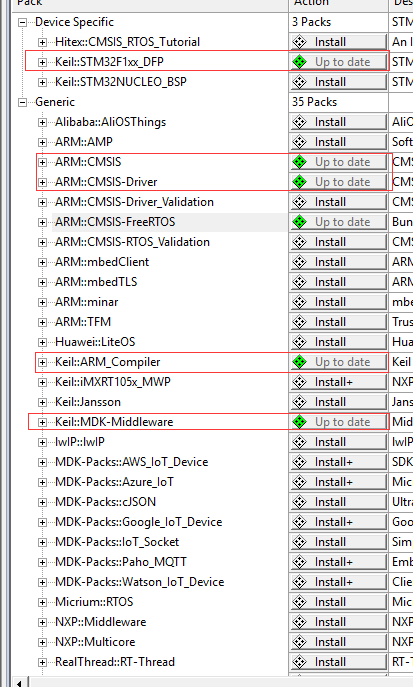 Pack Action Des
Device Specific 3 Packs STM
Hitex::CMSIS_RTOS_Tutorial Install An I
Keil::STM32F1xx_DFP Up to date STM
Keil::STM32NUCLEO_BSP Install STM
Generic 35 Packs
Alibaba::AliOSThings Install AliO
ARM::AMP Install Soft
ARM::CMSIS Up to date CMS
ARM::CMSIS-Driver Up to date CMS
ARM::CMSIS-Driver_Validation Install CMS
ARM::CMSIS-FreeRTOS Up to date Bun
ARM::CMSIS-RTOS_Validation Install CMS
ARM::mbedClient Install ARM
ARM::mbedTLS Install ARM
ARM::minar Install mbe
ARM::TFM Install Trus
Huawei::LiteOS Install Hua
Keil::ARM_Compiler Up to date Keil
Keil::iMXRT105x_MWP Install+ NXP
Keil::Jansson Install Jans
Keil::MDK-Middleware Up to date Mid
lwIP::lwIP Install lwIP
MDK-Packs::AWS_IoT_Device Install+ SDK
MDK-Packs::Azure_IoT Install+ Mic
MDK-Packs::cJSON Install Ultra
MDK-Packs::Google_IoT_Device Install+ Goo
MDK-Packs::IoT_Socket Install Sim
MDK-Packs::Paho_MQTT Install+ Emb
MDK-Packs::Watson_IoT_Device Install+ Clie
Micrium::RTOS Install Mic
NXP::Middleware Install NXP
NXP::Multicore Install NXP
RealThread::RT-Thread Install RT-T